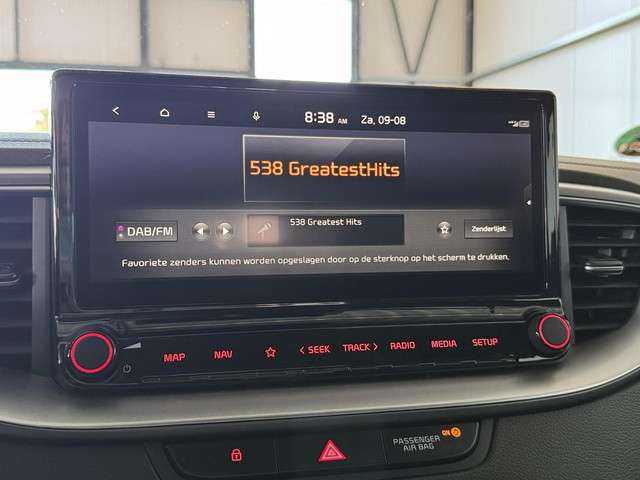 8:38 AM Za, 09-08
538 GreatestHits
538 Greatest Hits
DAB/FM
Zenderlijst
Favoriete zenders kunnen worden opgeslagen door op de sterknop op het scherm te drukken.
MAP NAV < SEEK TRACK > RADIO MEDIA SETUP
PASSENGER
AIR BAG
ON